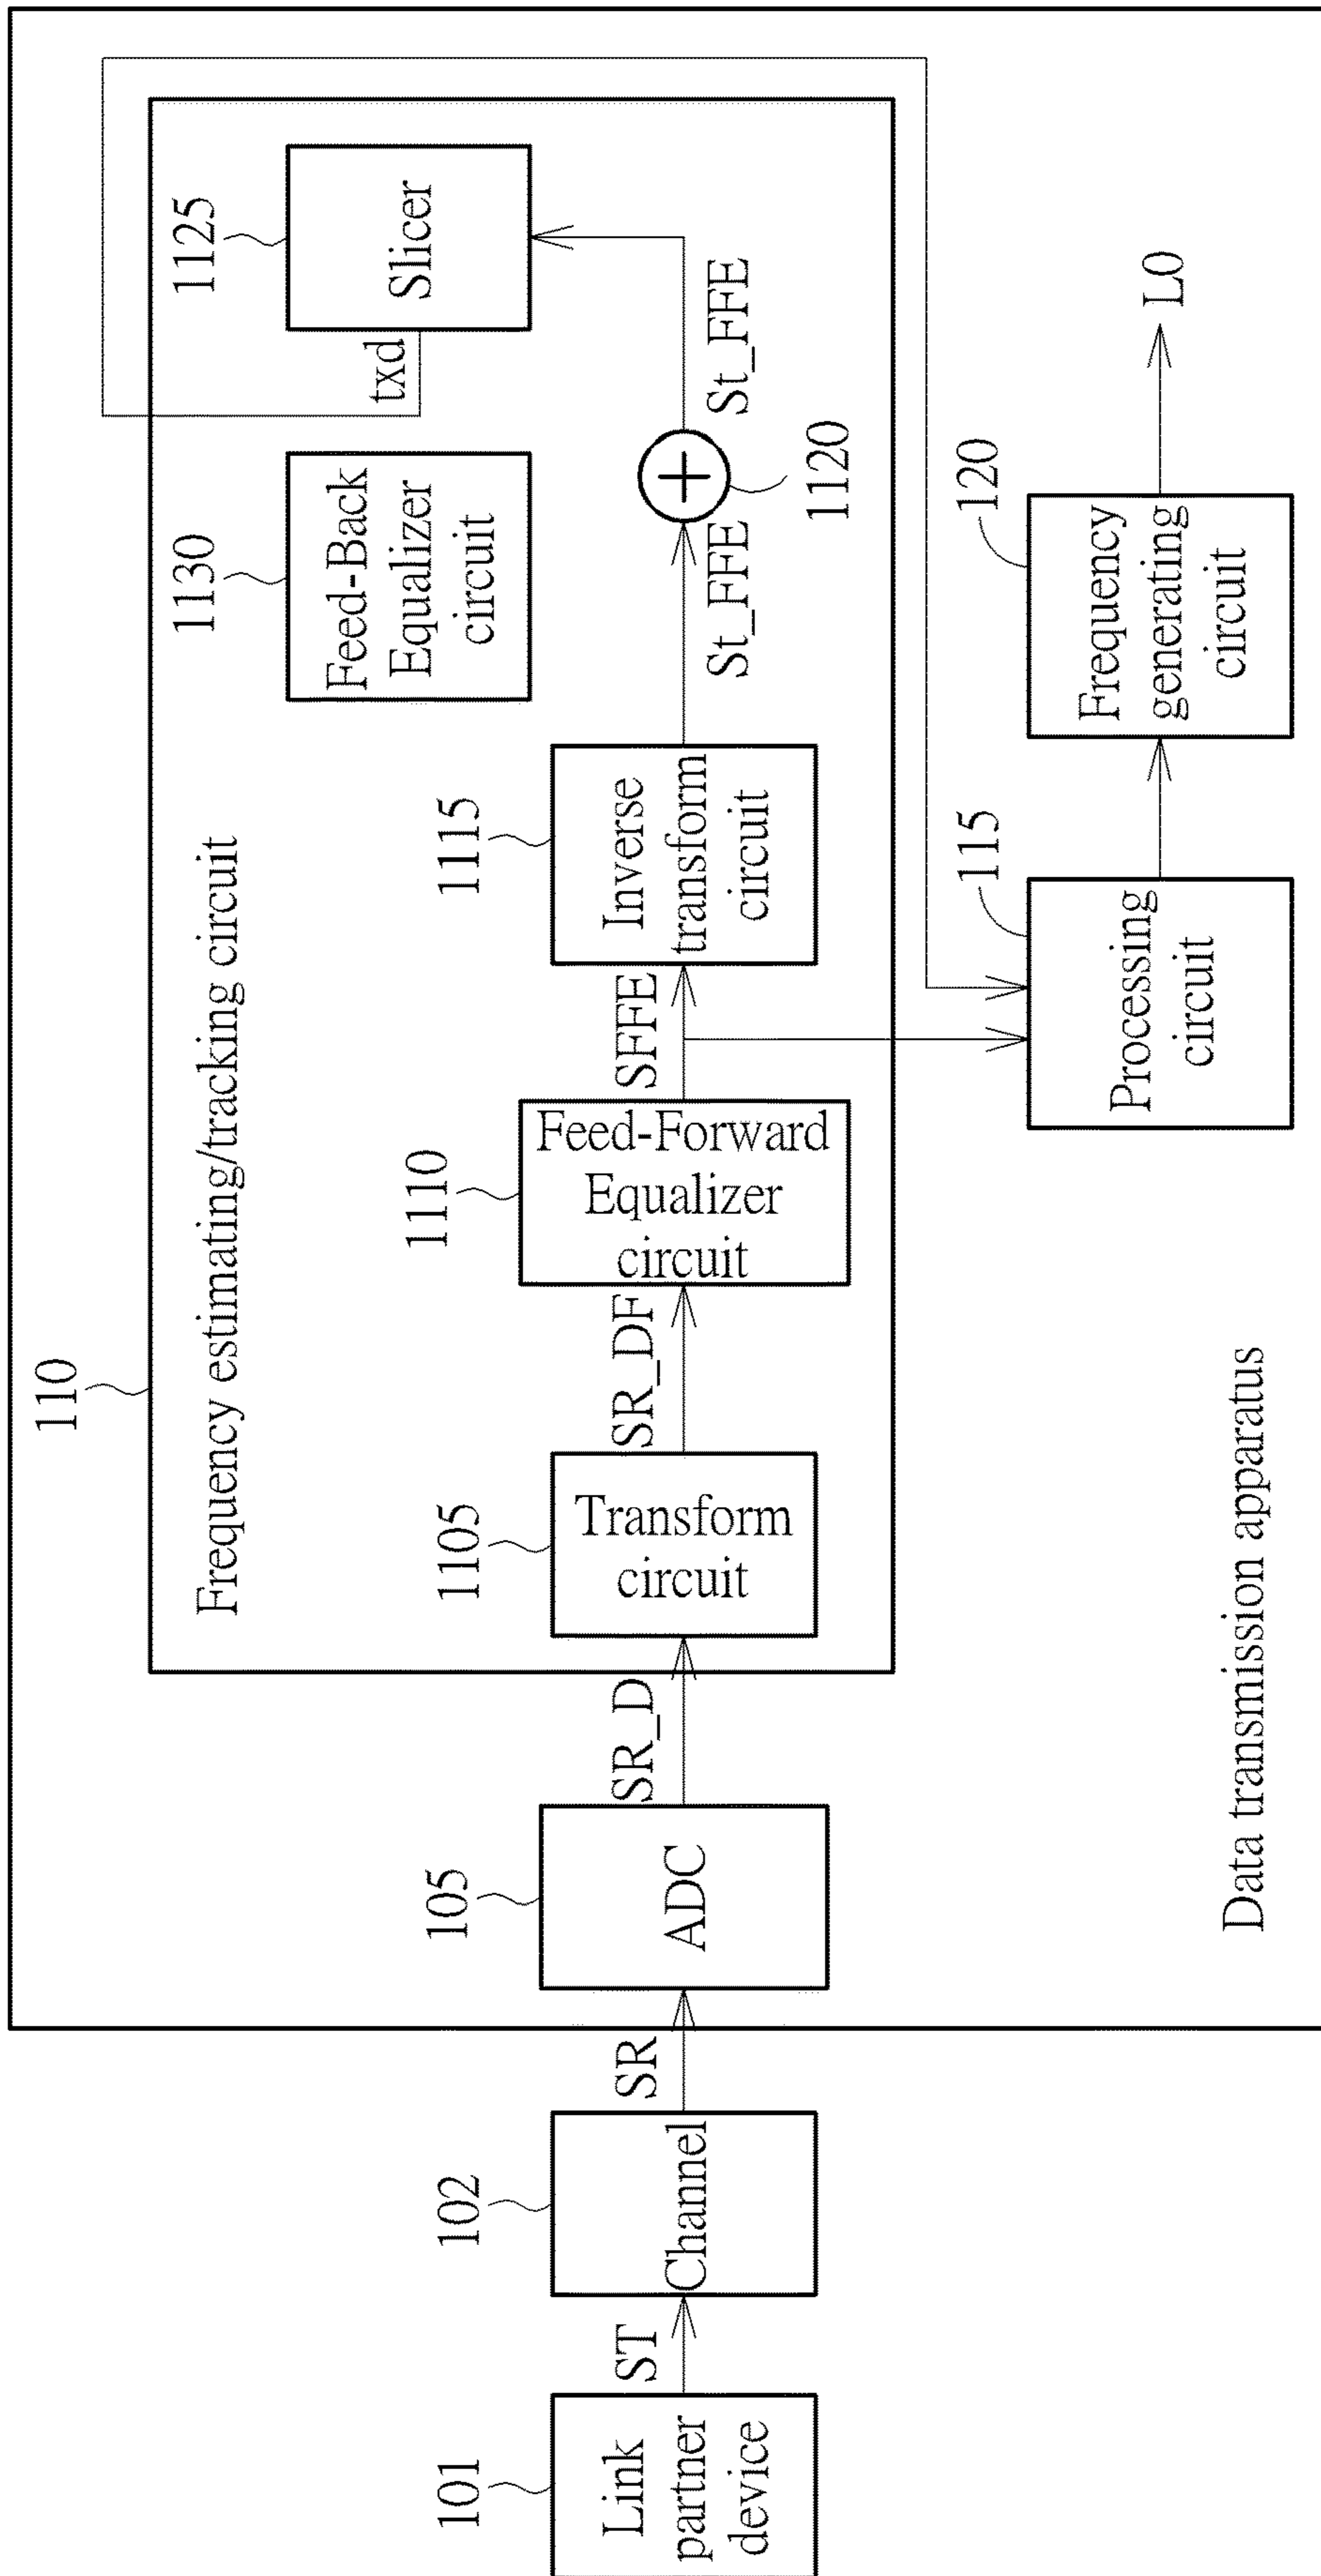 110
Frequency estimating/tracking circuit
1130
Feed-Back
Equalizer
circuit
1125
Slicer
txd
101
Link
partner
device
ST
102
Channel
SR
105
ADC
SR_D
1105
Transform
circuit
SR_DF
1110
Feed-Forward
Equalizer
circuit
SFFE
1115
Inverse
transform
circuit
St_FFE
1120
St_FFE
115
Processing
circuit
120
Frequency
generating
circuit
L0
Data transmission apparatus